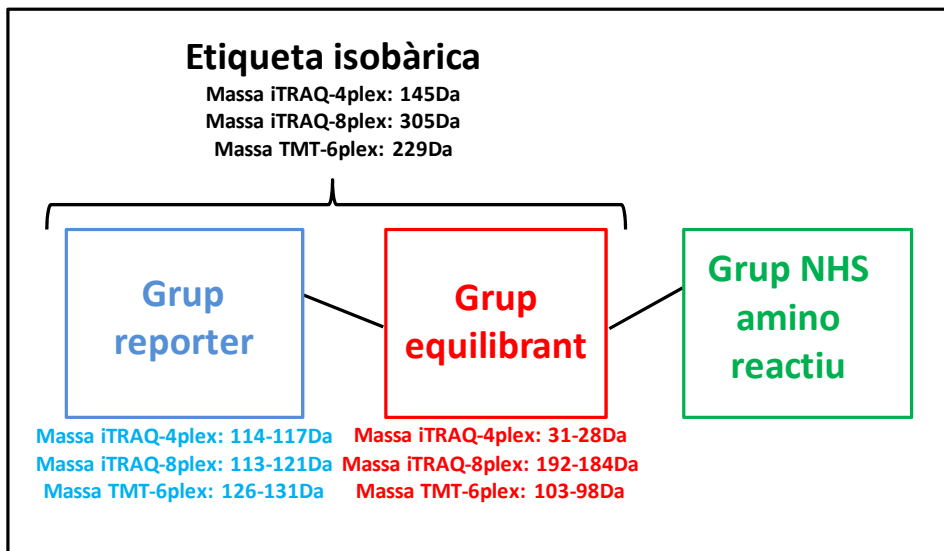 Etiqueta isobàrica
Massa iTRAQ-4plex: 145Da
Massa iTRAQ-8plex: 305Da
Massa TMT-6plex: 229Da
Grup
reporter
Grup
equilibrant
Grup NHS
amino
reactiu
Massa iTRAQ-4plex: 114-117Da
Massa iTRAQ-8plex: 113-121Da
Massa TMT-6plex: 126-131Da
Massa iTRAQ-4plex: 31-28Da
Massa iTRAQ-8plex: 192-184Da
Massa TMT-6plex: 103-98Da